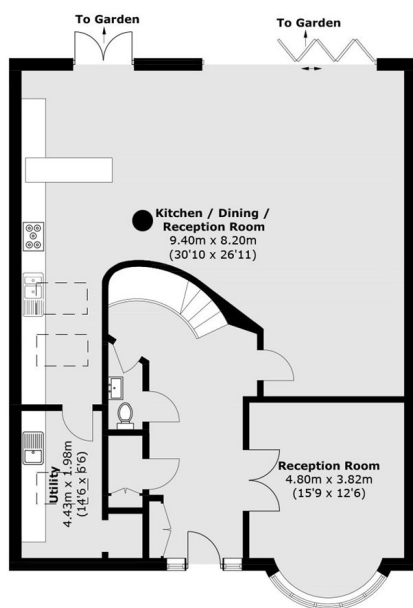 To Garden
To Garden
Kitchen / Dining /
Reception Room
9.40m x 8.20m
(30'10 x 26'11)
Utility
4.43m x 1.98m
(14'6 x 6'6)
Reception Room
4.80m x 3.82m
(15'9 x 12'6)